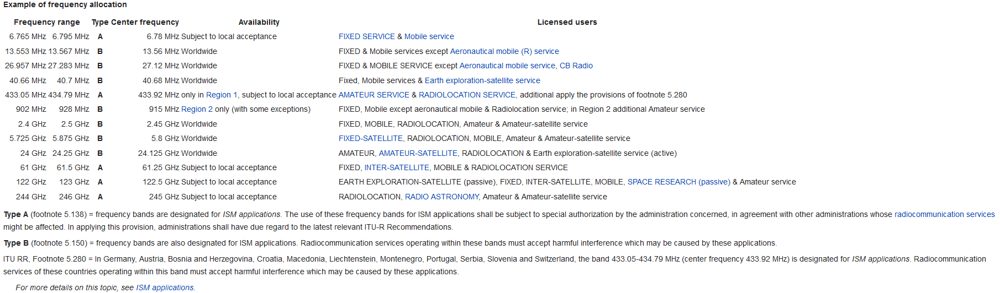 Example of frequency allocation
Frequency range Type Center frequency Availability Licensed users
6.765 MHz 6.795 MHz A 6.78 MHz Subject to local acceptance FIXED SERVICE & Mobile service
13.553 MHz 13.567 MHz B 13.56 MHz Worldwide FIXED & Mobile services except Aeronautical mobile (R) service
26.957 MHz 27.283 MHz B 27.12 MHz Worldwide FIXED & MOBILE SERVICE except Aeronautical mobile service, CB Radio
40.66 MHz 40.7 MHz B 40.68 MHz Worldwide Fixed, Mobile services & Earth exploration-satellite service
433.05 MHz 434.79 MHz A 433.92 MHz only in Region 1, subject to local acceptance AMATEUR SERVICE & RADIOLOCATION SERVICE, additional apply the provisions of footnote 5.280
902 MHz 928 MHz B 915 MHz Region 2 only (with some exceptions) FIXED, Mobile except aeronautical mobile & Radiolocation service; in Region 2 additional Amateur service
2.4 GHz 2.5 GHz B 2.45 GHz Worldwide FIXED, MOBILE, RADIOLOCATION, Amateur & Amateur-satellite service
5.725 GHz 5.875 GHz B 5.8 GHz Worldwide FIXED-SATELLITE, RADIOLOCATION, MOBILE, Amateur & Amateur-satellite service
24 GHz 24.25 GHz B 24.125 GHz Worldwide AMATEUR, AMATEUR-SATELLITE, RADIOLOCATION & Earth exploration-satellite service (active)
61 GHz 61.5 GHz A 61.25 GHz Subject to local acceptance FIXED, INTER-SATELLITE, MOBILE & RADIOLOCATION SERVICE
122 GHz 123 GHz A 122.5 GHz Subject to local acceptance EARTH EXPLORATION-SATELLITE (passive), FIXED, INTER-SATELLITE, MOBILE, SPACE RESEARCH (passive) & Amateur service
244 GHz 246 GHz A 245 GHz Subject to local acceptance RADIOLOCATION, RADIO ASTRONOMY, Amateur & Amateur-satellite service
Type A (footnote 5.138) = frequency bands are designated for ISM applications. The use of these frequency bands for ISM applications shall be subject to special authorization by the administration concerned, in agreement with other administrations whose radiocommunication services
might be affected. In applying this provision, administrations shall have due regard to the latest relevant ITU-R Recommendations.
Type B (footnote 5.150) = frequency bands are also designated for ISM applications. Radiocommunication services operating within these bands must accept harmful interference which may be caused by these applications.
ITU RR, Footnote 5.280 = In Germany, Austria, Bosnia and Herzegovina, Croatia, Macedonia, Liechtenstein, Montenegro, Portugal, Serbia, Slovenia and Switzerland, the band 433.05-434.79 MHz (center frequency 433.92 MHz) is designated for ISM applications. Radiocommunication
services of these countries operating within this band must accept harmful interference which may be caused by these applications.
For more details on this topic, see ISM applications.